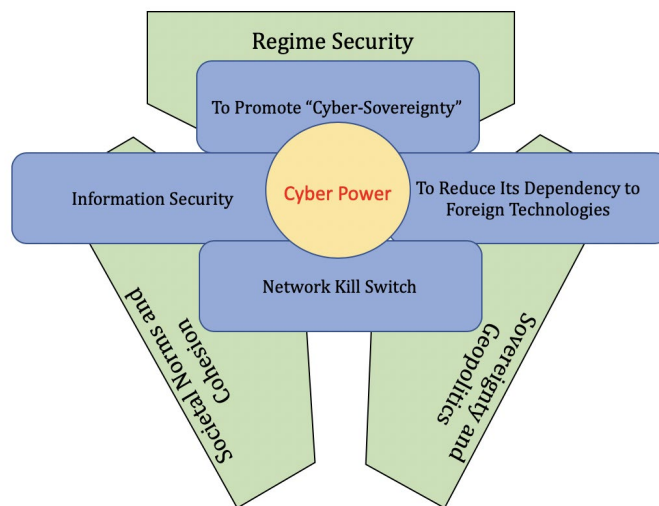 Regime Security
To Promote “Cyber-Sovereignty”
Information Security
Cyber Power
To Reduce Its Dependency to
Foreign Technologies
Network Kill Switch
Societal Norms and
Cohesion
Sovereignty and
Geopolitics